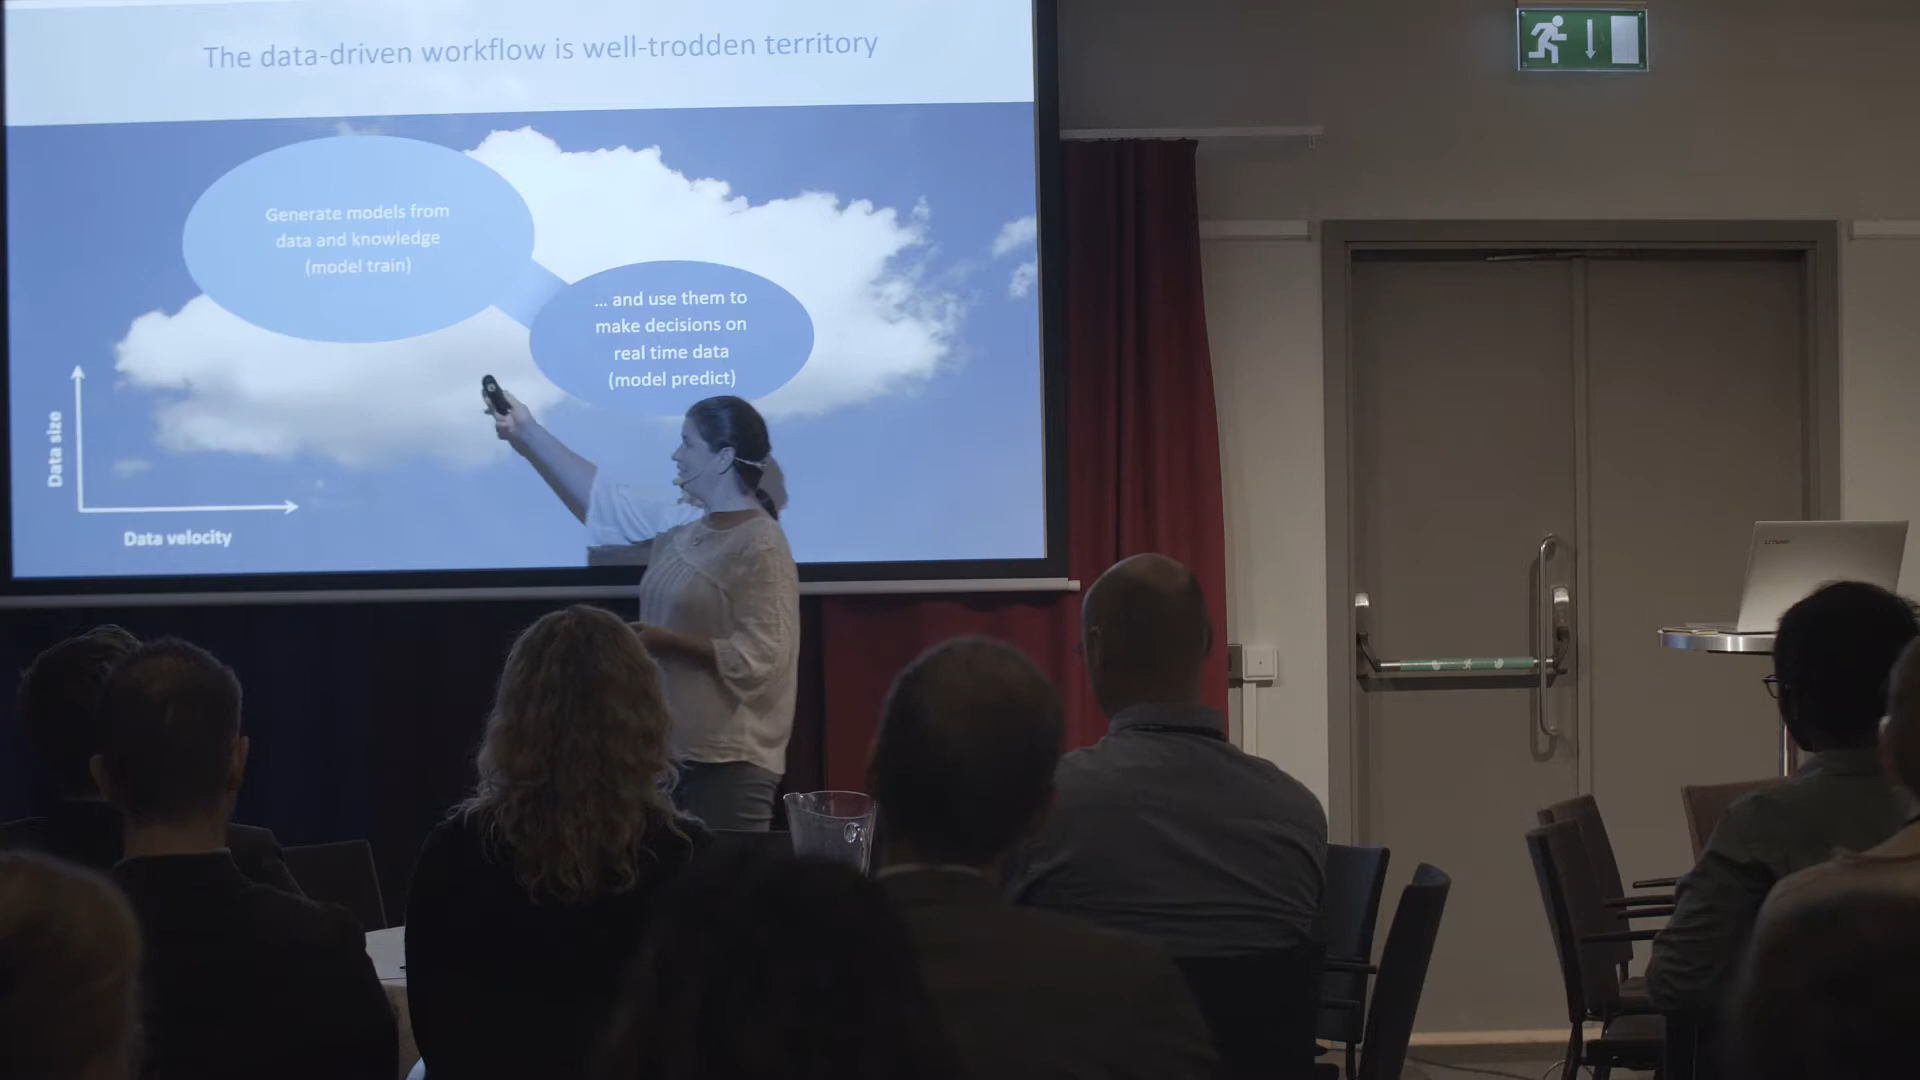 The data-driven workflow is well-trodden territory
Generate models from
data and knowledge
(model train)
... and use them to
make decisions on
real time data
(model predict)
Data size
Data velocity